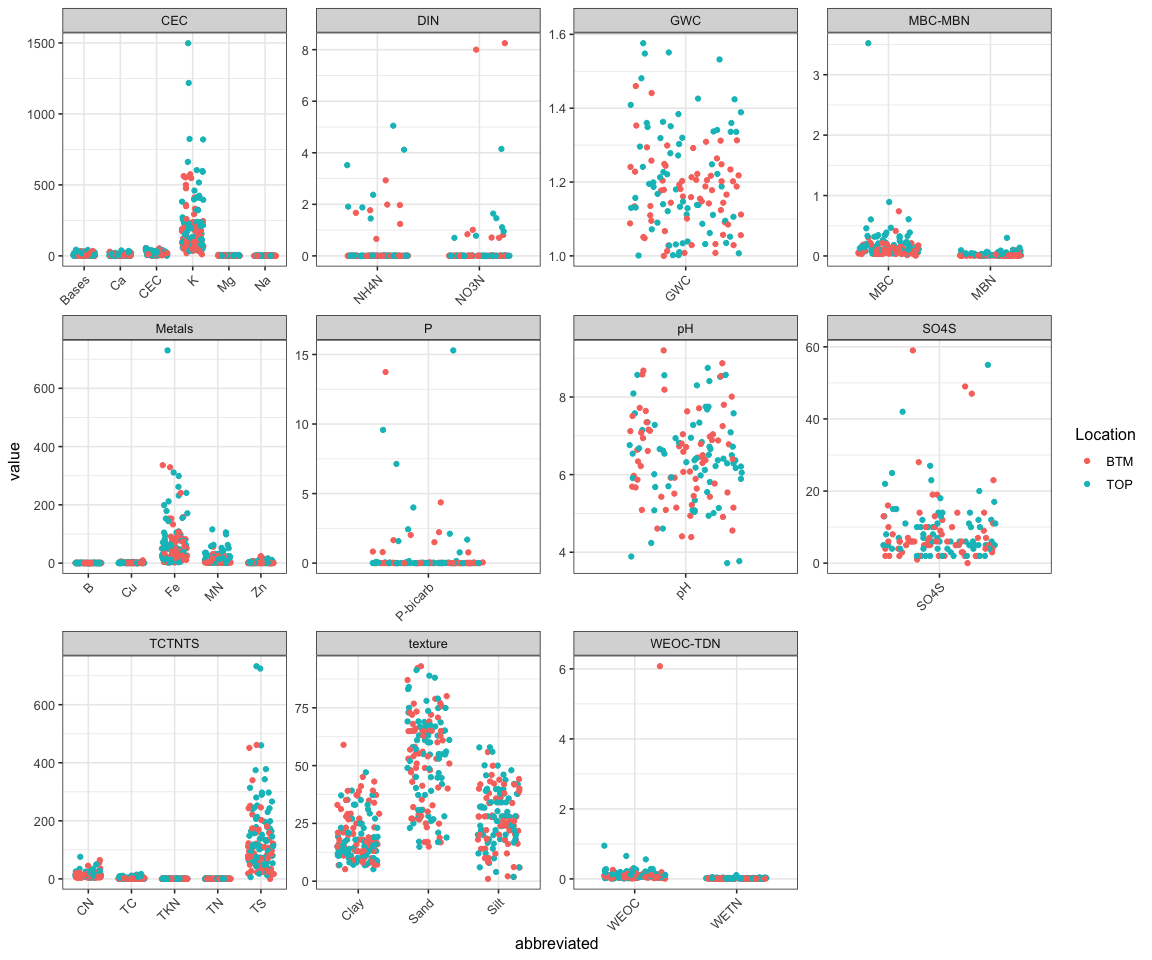 CEC
DIN
GWC
MBC-MBN
1500
1000
500
0
8
6
4
2
0
1.6
1.4
1.2
1.0
3
2
1
0
Bases
Ca
CEC
K
Mg
Na
NH4N
NO3N
GWC
MBC
MBN
Metals
P
pH
SO4S
600
400
200
0
15
10
5
0
8
6
4
60
40
20
0
B
Cu
Fe
MN
Zn
P-bicarb
pH
SO4S
value
Location
BTM
TOP
TCTNTS
texture
WEOC-TDN
600
400
200
0
75
50
25
0
6
4
2
0
CN
TC
TKN
TN
TS
Clay
Sand
Silt
WEOC
WETN
abbreviated